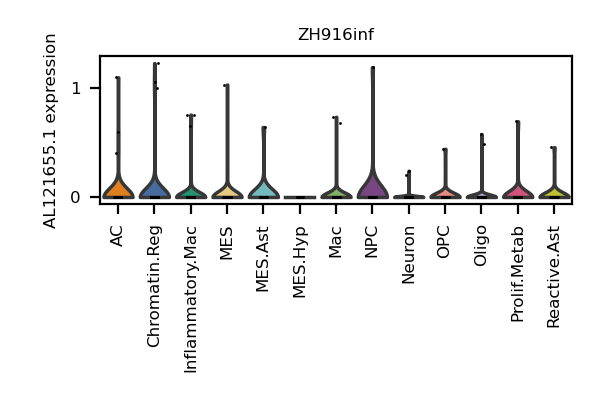 ZH916inf
AL121655.1 expression
1
0
AC
Chromatin.Reg
Inflammatory.Mac
MES
MES.Ast
MES.Hyp
Mac
NPC
Neuron
OPC
Oligo
Prolif.Metab
Reactive.Ast